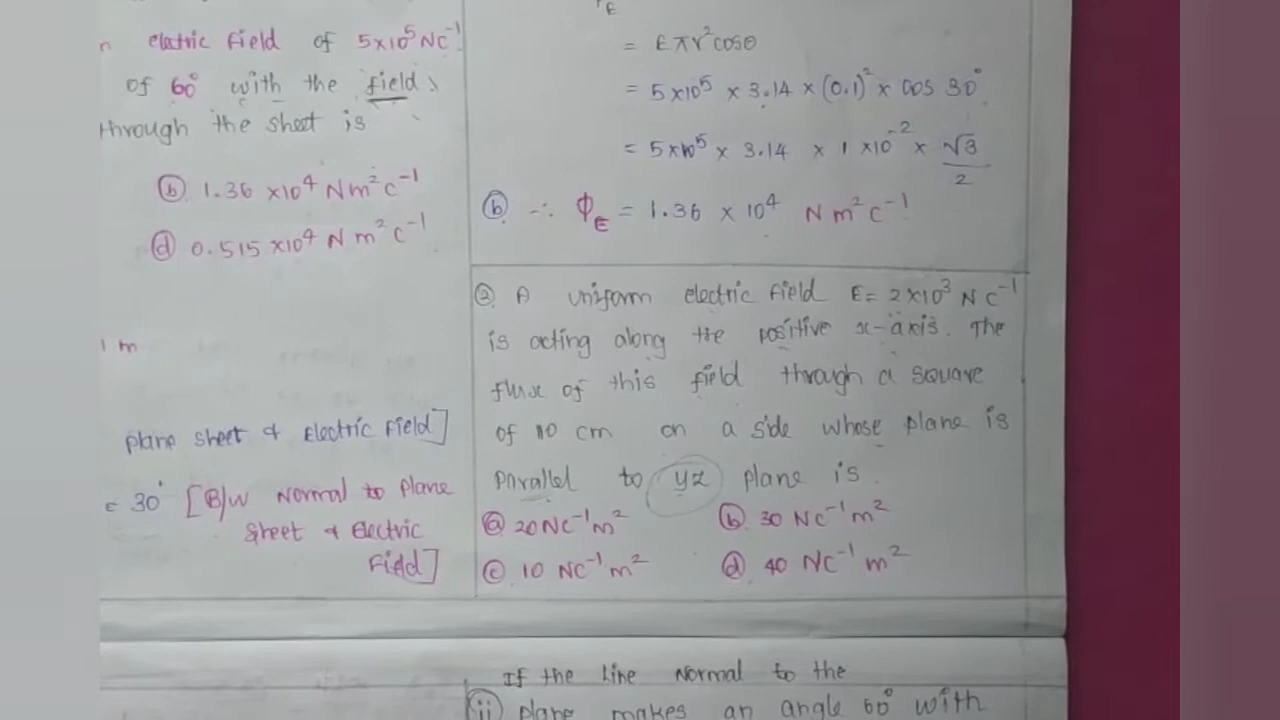 n elatric field of 5×10⁵ NC⁻¹
of 60° with the field
through the sheet is
ⓑ 1.36 ×10⁴ Nm²c⁻¹
ⓓ 0.515 ×10⁴ N m² c⁻¹
1 m
plane sheet & Electric Field]
= 30° [B/W Normal to plane
sheet & Electric
Field]
E
= Eπr²cosθ
= 5×10⁵ × 3.14 × (0.1)² × cos 30°
= 5×10⁵ × 3.14 × 1 ×10⁻² × √3/2
ⓑ ∴ Φ_E = 1.36 × 10⁴ N m² c⁻¹
② A uniform electric field E = 2×10³ N c⁻¹
is acting along the positive x-axis. The
flux of this field through a square
of 10 cm on a side whose plane is
parallel to yz plane is.
ⓐ 20 Nc⁻¹m² ⓑ 30 Nc⁻¹m²
ⓒ 10 Nc⁻¹m² ⓓ 40 Nc⁻¹ m²
If the line normal to the
ii) plane makes an angle 60° with